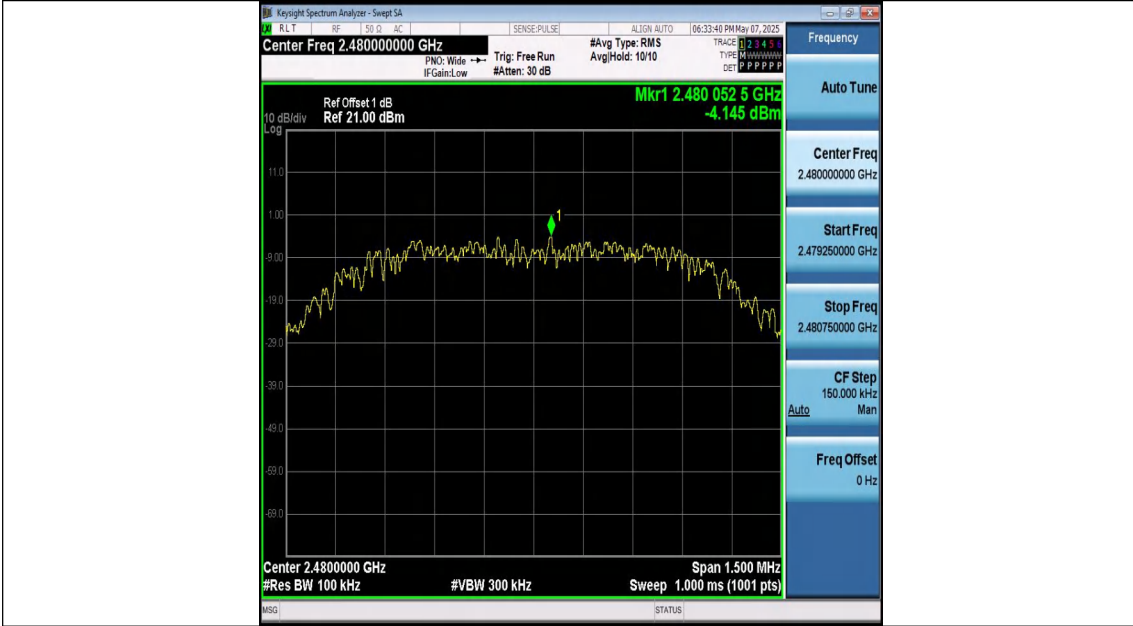 Keysight Spectrum Analyzer - Swept SA
RLT RF 50 Ω AC SENSE:PULSE ALIGN AUTO 06:33:40 PM May 07, 2025
Center Freq 2.480000000 GHz #Avg Type: RMS TRACE 1 2 3 4 5 6
PNO: Wide Trig: Free Run Avg|Hold: 10/10 TYPE M WWWWW
IFGain:Low #Atten: 30 dB DET P P P P P P
Frequency
Auto Tune
Mkr1 2.480 052 5 GHz
Ref Offset 1 dB
10 dB/div Ref 21.00 dBm -4.145 dBm
Log
11.0
1.00
1
-9.00
-19.0
-29.0
-39.0
-49.0
-59.0
-69.0
Center Freq
2.480000000 GHz
Start Freq
2.479250000 GHz
Stop Freq
2.480750000 GHz
CF Step
150.000 kHz
Auto Man
Freq Offset
0 Hz
Center 2.4800000 GHz Span 1.500 MHz
#Res BW 100 kHz #VBW 300 kHz Sweep 1.000 ms (1001 pts)
MSG STATUS